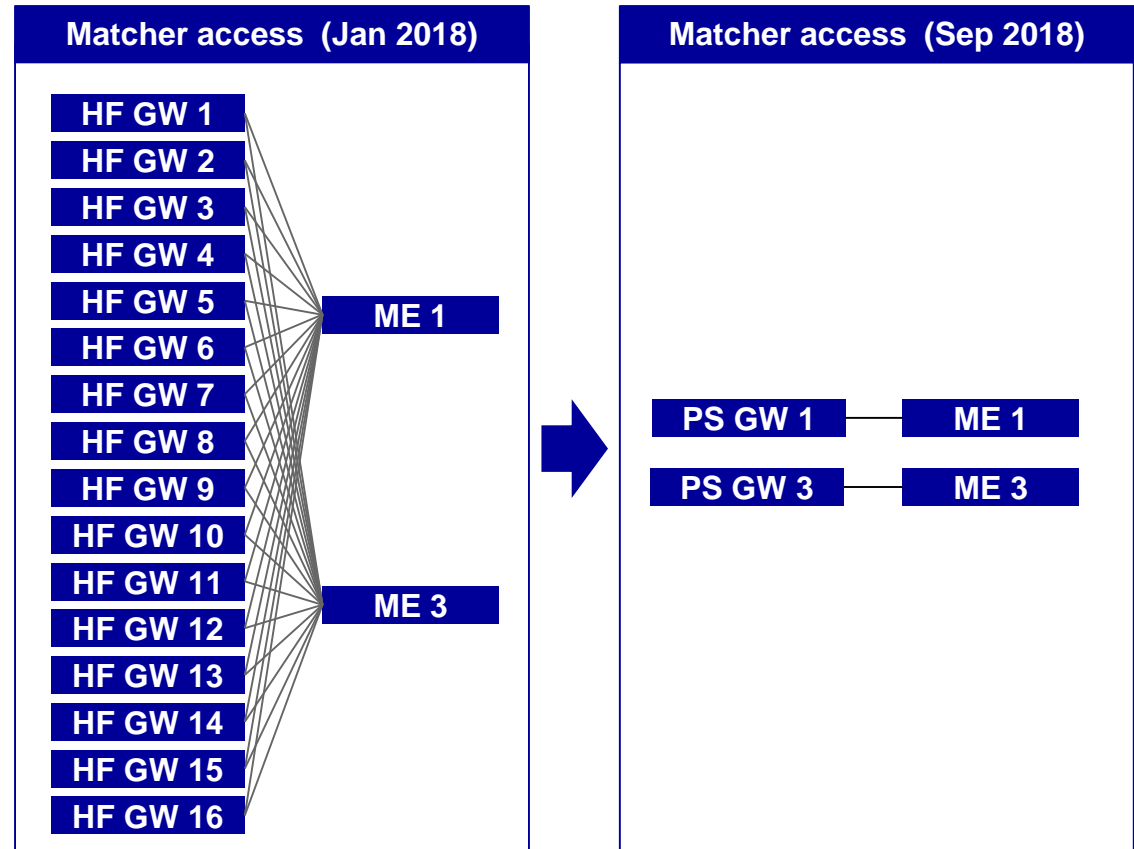 Matcher access (Jan 2018)
HF GW 1
HF GW 2
HF GW 3
HF GW 4
HF GW 5
HF GW 6
HF GW 7
HF GW 8
HF GW 9
HF GW 10
HF GW 11
HF GW 12
HF GW 13
HF GW 14
HF GW 15
HF GW 16
ME 1
ME 3
Matcher access (Sep 2018)
PS GW 1
ME 1
PS GW 3
ME 3